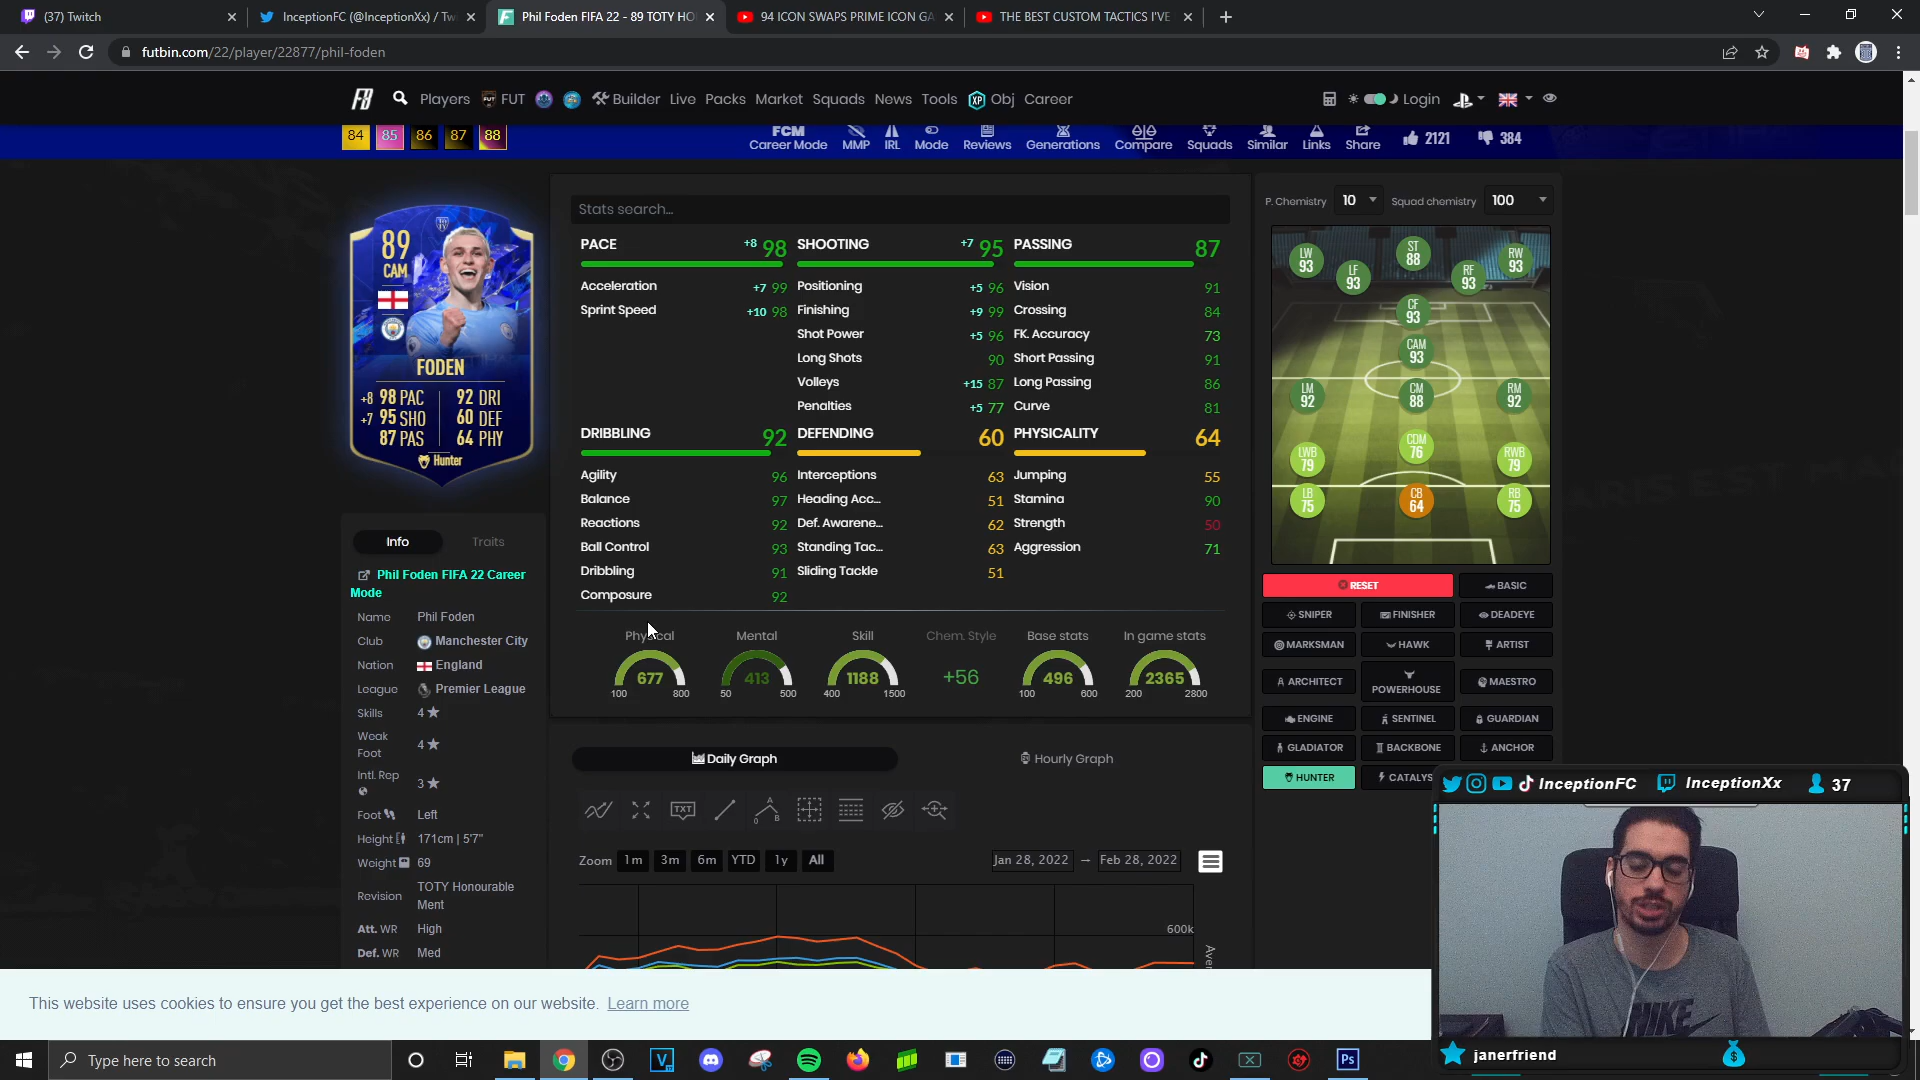 (37) Twitch
InceptionFC (@InceptionXx) / Tw
Phil Foden FIFA 22 - 89 TOTY HO
94 ICON SWAPS PRIME ICON GA
THE BEST CUSTOM TACTICS I'VE
futbin.com/22/player/22877/phil-foden
Players FUT Builder Live Packs Market Squads News Tools XP Obj Career Login
84 85 86 87 88
FCM
Career Mode MMP IRL Mode Reviews Generations Compare Squads Similar Links Share 2121 384
Stats search...
P. Chemistry 10 Squad chemistry 100
89
CAM
FODEN
+8 98 PAC 92 DRI
+7 95 SHO 60 DEF
87 PAS 64 PHY
Hunter
PACE +8 98 SHOOTING +7 95 PASSING 87
Acceleration +7 99 Positioning +5 96 Vision 91
Sprint Speed +10 98 Finishing +9 99 Crossing 84
Shot Power +5 96 FK. Accuracy 73
Long Shots 90 Short Passing 91
Volleys +15 87 Long Passing 86
Penalties +5 77 Curve 81
DRIBBLING 92 DEFENDING 60 PHYSICALITY 64
Agility 96 Interceptions 63 Jumping 55
Balance 97 Heading Acc... 51 Stamina 90
Reactions 92 Def. Awarene... 62 Strength 50
Ball Control 93 Standing Tac... 63 Aggression 71
Dribbling 91 Sliding Tackle 51
Composure 92
Physical Mental Skill Chem. Style Base stats In game stats
677 413 1188 +56 496 2365
100 800 50 500 400 1500 100 600 200 2800
LW 93 ST 88 RW 93
LF 93 RF 93
CF 93
CAM 93
LM 92 CM 88 RM 92
CDM 76
LWB 79 RWB 79
LB 75 CB 64 RB 75
RESET BASIC
SNIPER FINISHER DEADEYE
MARKSMAN HAWK ARTIST
ARCHITECT POWERHOUSE MAESTRO
ENGINE SENTINEL GUARDIAN
GLADIATOR BACKBONE ANCHOR
HUNTER CATALYS
Info Traits
Phil Foden FIFA 22 Career
Mode
Name Phil Foden
Club Manchester City
Nation England
League Premier League
Skills 4
Weak
Foot 4
Intl. Rep 3
Foot Left
Height 171cm | 5'7"
Weight 69
Revision TOTY Honourable
Ment
Att. WR High
Def. WR Med
Daily Graph Hourly Graph
TXT
Zoom 1m 3m 6m YTD 1y All Jan 28, 2022 → Feb 28, 2022
600k
Aver
This website uses cookies to ensure you get the best experience on our website. Learn more
InceptionFC InceptionXx 37
NIKE
janerfriend
Type here to search
Ps